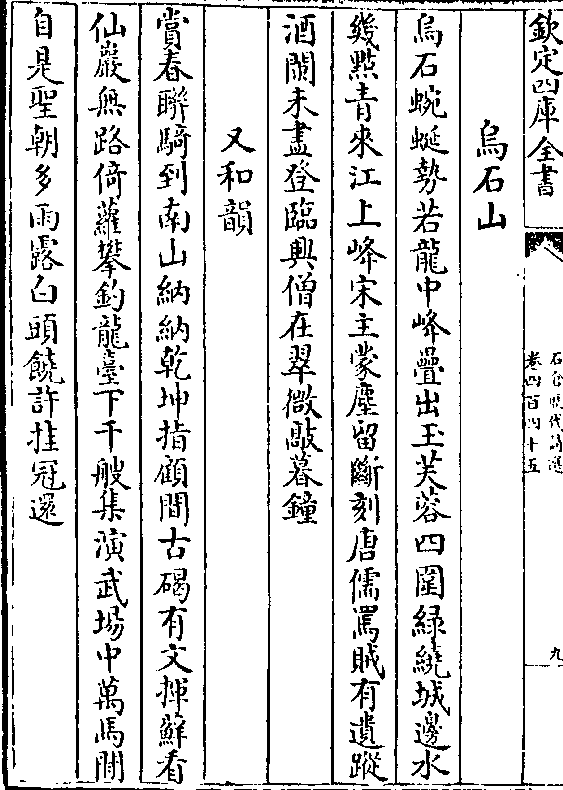 欽定四庫全書
石倉歷代詩選
卷四百四十五
九
烏石山
烏石蜿蜒勢若龍中峰疊出玉芙蓉四圍緑繞城邊水
幾點青來江上峰宋主蒙塵留斷刻唐儒罵賊有遺蹤
酒闌未盡登臨興僧在翠微敲暮鐘
又和韻
賞春聯騎到南山納納乾坤指顧間古碣有文捫蘚看
仙巖無路倚蘿攀釣龍臺下千艘集演武場中萬馬閒
自是聖朝多雨露白頭饒許挂冠還